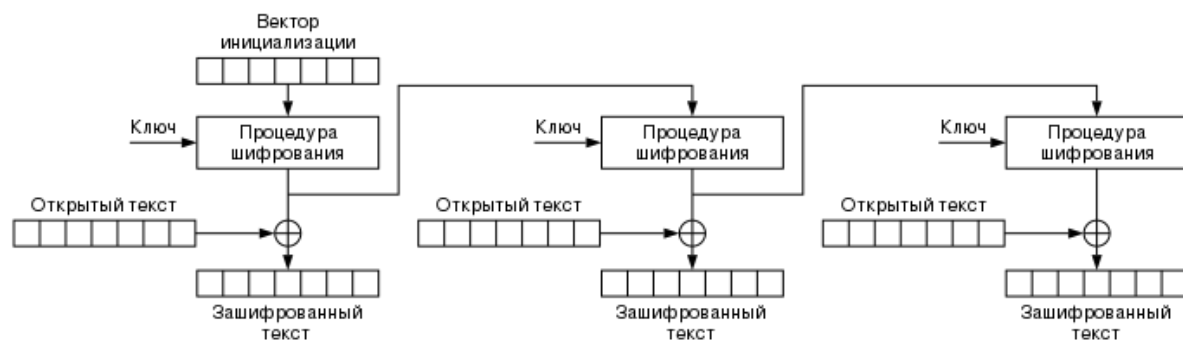 Вектор
инициализации
Ключ
Процедура
шифрования
Ключ
Процедура
шифрования
Ключ
Процедура
шифрования
Открытый текст
Открытый текст
Открытый текст
Зашифрованный
текст
Зашифрованный
текст
Зашифрованный
текст